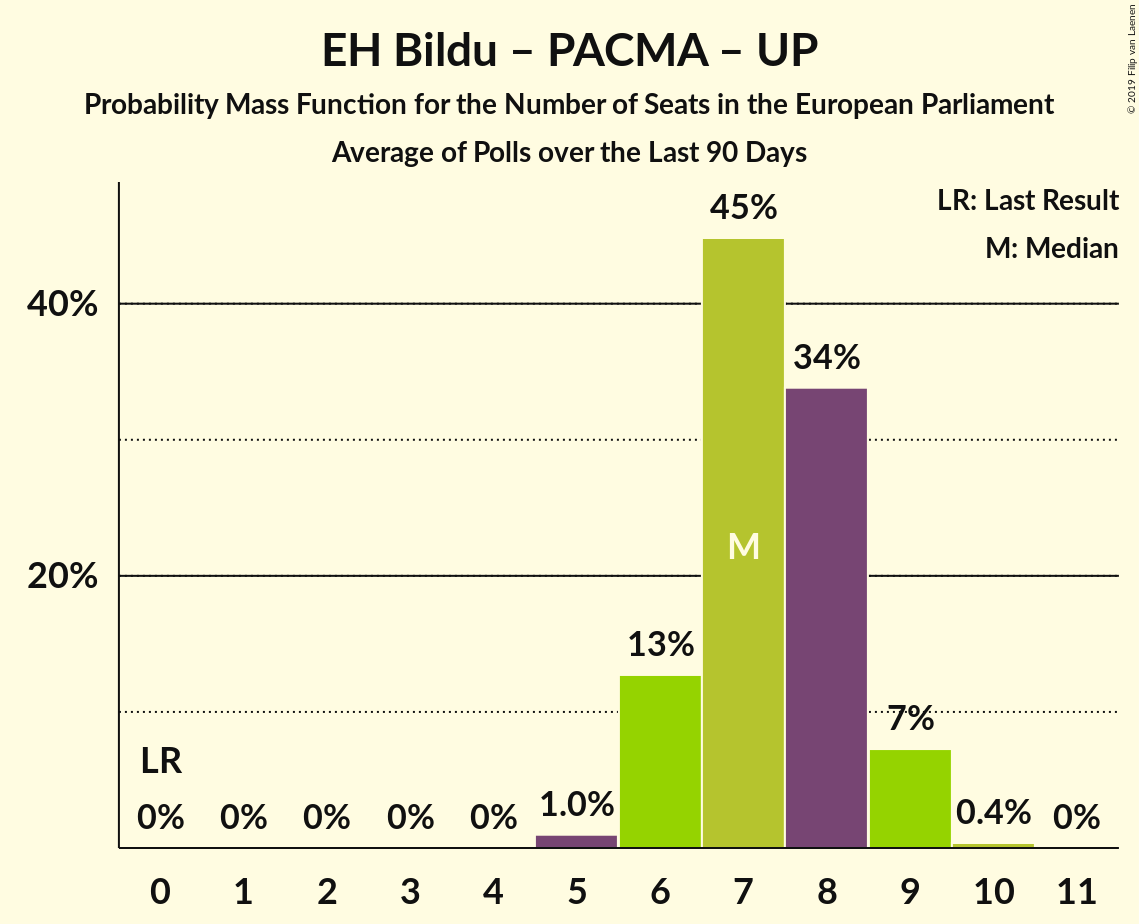 EH Bildu – PACMA – UP
Probability Mass Function for the Number of Seats in the European Parliament
Average of Polls over the Last 90 Days
© 2019 Filip van Laenen
LR: Last Result
M: Median
45%
40%
34%
M
20%
13%
7%
LR
0% 0% 0% 0% 0% 1.0% 0.4% 0%
0 1 2 3 4 5 6 7 8 9 10 11